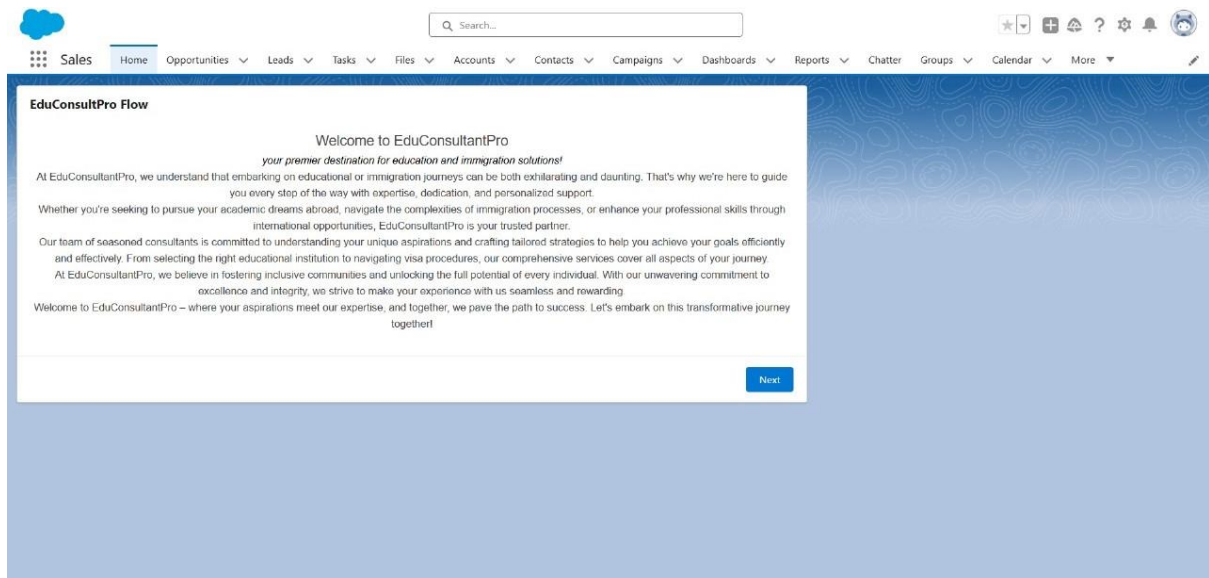 Search...
Sales Home Opportunities Leads Tasks Files Accounts Contacts Campaigns Dashboards Reports Chatter Groups Calendar More
EduConsultPro Flow
Welcome to EduConsultantPro
your premier destination for education and immigration solutions!
At EduConsultantPro, we understand that embarking on educational or immigration journeys can be both exhilarating and daunting. That's why we're here to guide
you every step of the way with expertise, dedication, and personalized support.
Whether you're seeking to pursue your academic dreams abroad, navigate the complexities of immigration processes, or enhance your professional skills through
international opportunities, EduConsultantPro is your trusted partner.
Our team of seasoned consultants is committed to understanding your unique aspirations and crafting tailored strategies to help you achieve your goals efficiently
and effectively. From selecting the right educational institution to navigating visa procedures, our comprehensive services cover all aspects of your journey.
At EduConsultantPro, we believe in fostering inclusive communities and unlocking the full potential of every individual. With our unwavering commitment to
excellence and integrity, we strive to make your experience with us seamless and rewarding.
Welcome to EduConsultantPro – where your aspirations meet our expertise, and together, we pave the path to success. Let's embark on this transformative journey
together!
Next